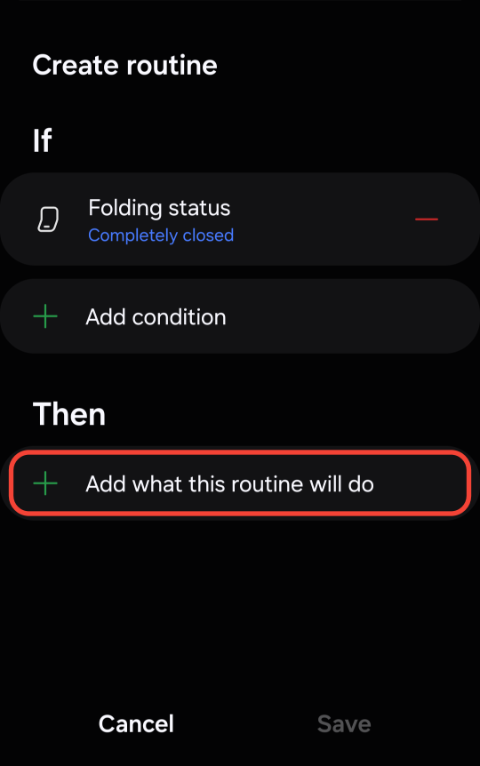 Create routine
If
Folding status
Completely closed
Add condition
Then
Add what this routine will do
Cancel
Save